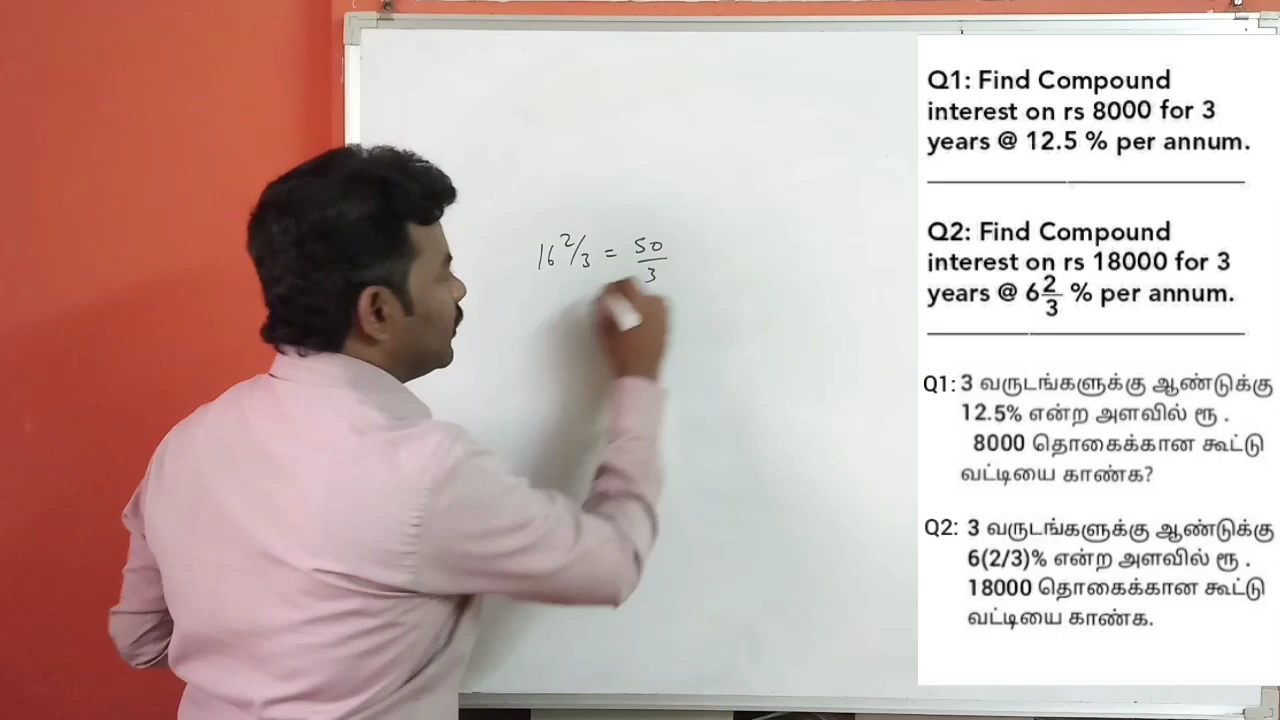 16 2/3 = 50/3
Q1: Find Compound
interest on rs 8000 for 3
years @ 12.5 % per annum.
Q2: Find Compound
interest on rs 18000 for 3
years @ 6 2/3 % per annum.
Q1: 3 வருடங்களுக்கு ஆண்டுக்கு
12.5% என்ற அளவில் ரூ .
8000 தொகைக்கான கூட்டு
வட்டியை காண்க?
Q2: 3 வருடங்களுக்கு ஆண்டுக்கு
6(2/3)% என்ற அளவில் ரூ .
18000 தொகைக்கான கூட்டு
வட்டியை காண்க.